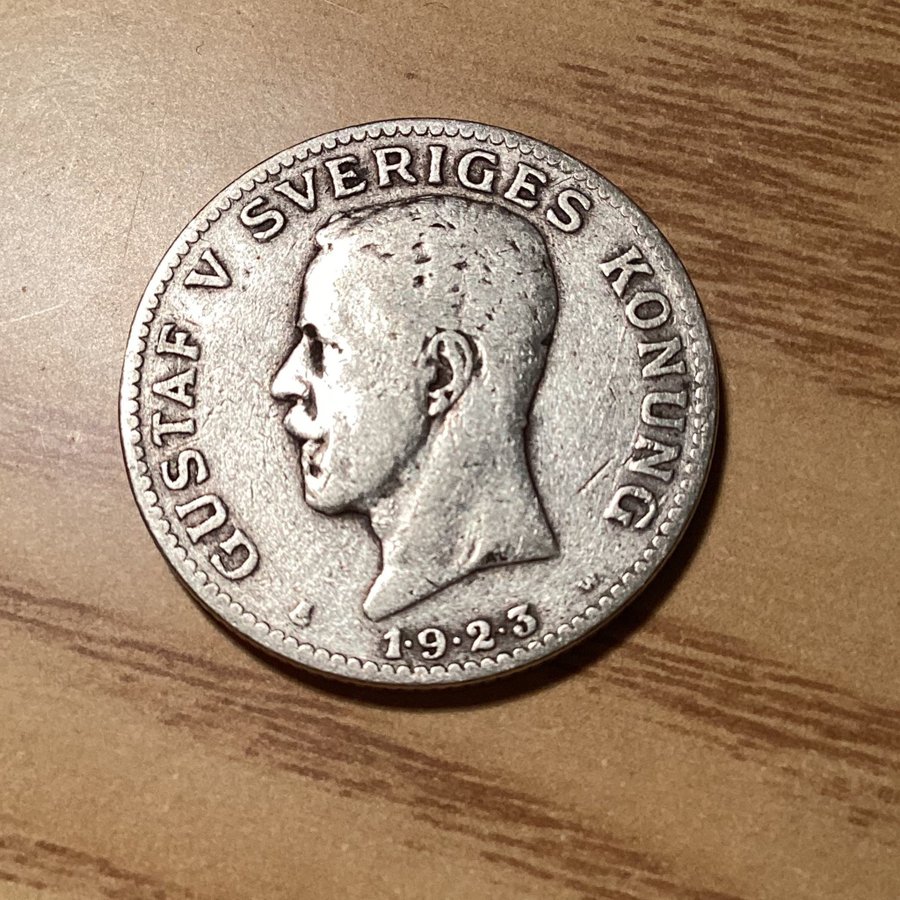 GUSTAF V SVERIGES KONUNG
W
1·9·2·3